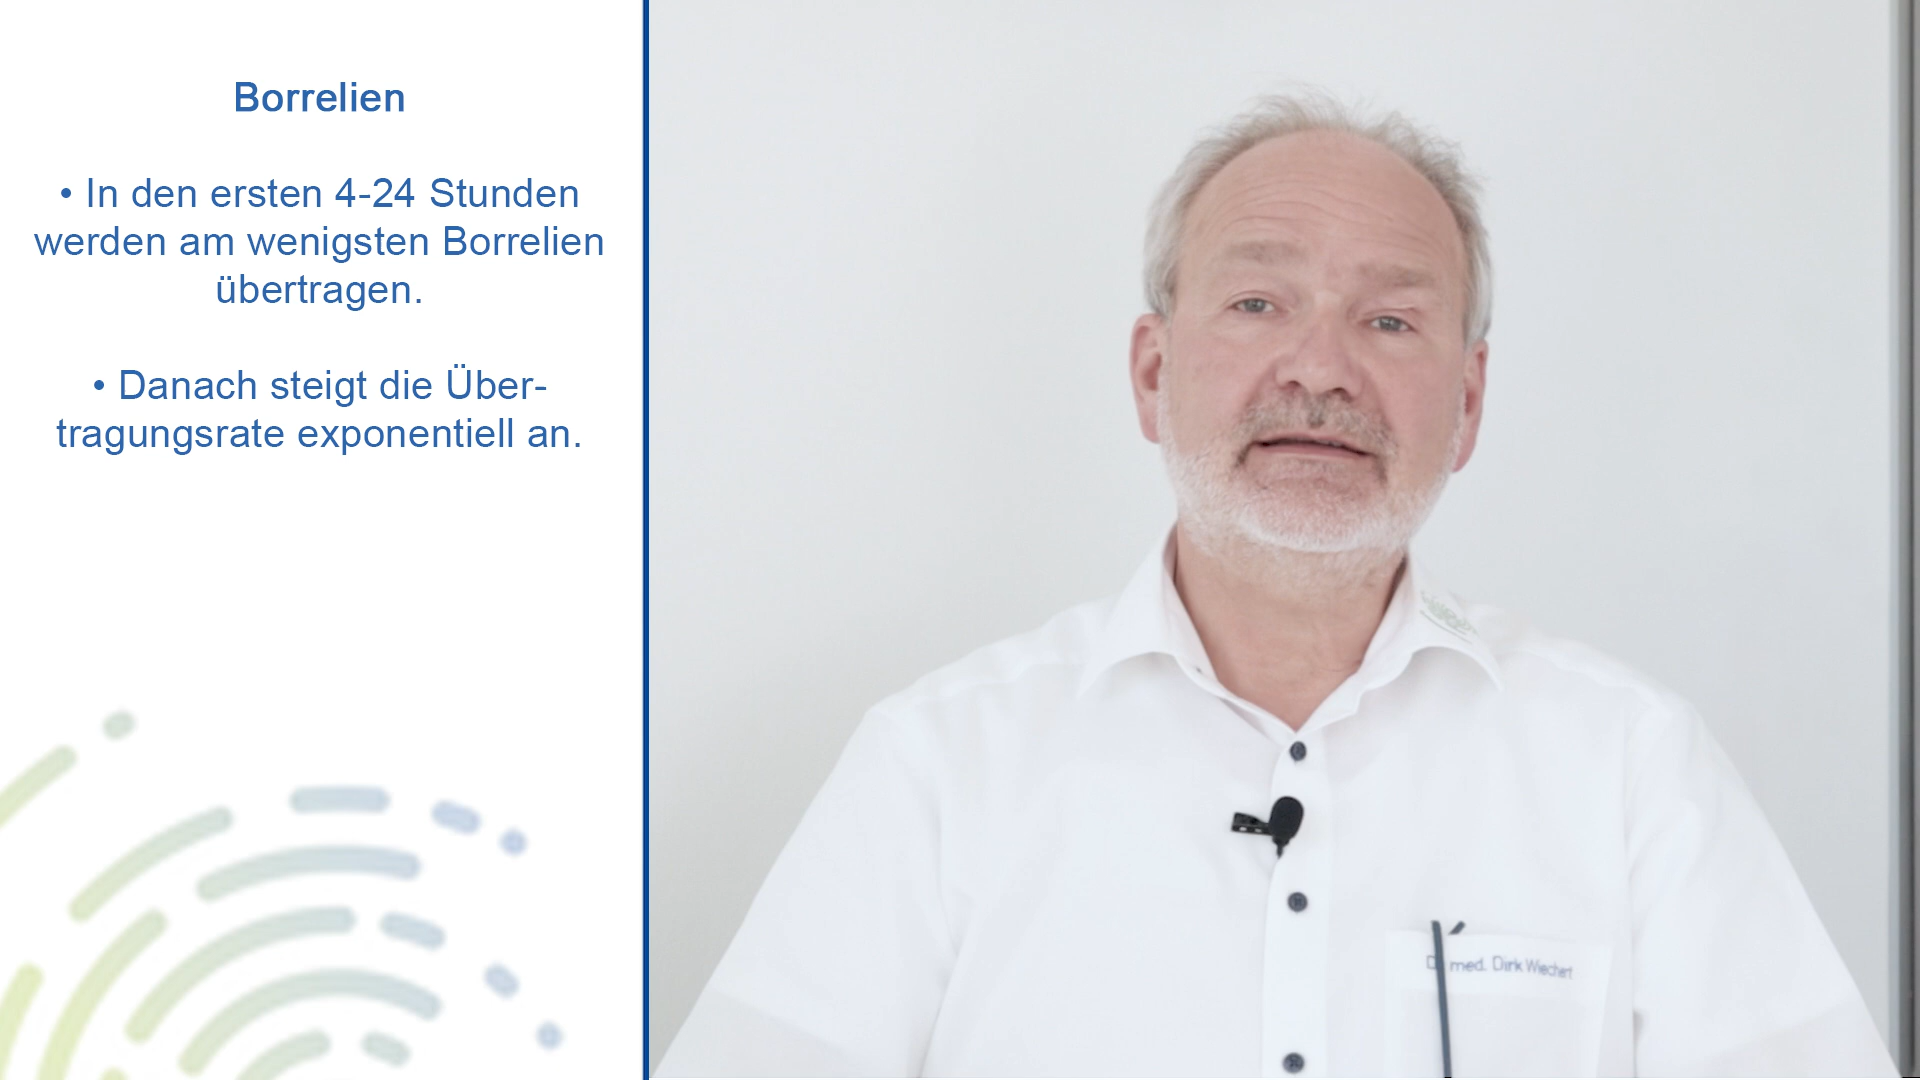 Borrelien
• In den ersten 4-24 Stunden
werden am wenigsten Borrelien
übertragen.
• Danach steigt die Über-
tragungsrate exponentiell an.
Dr. med. Dirk Wiechert